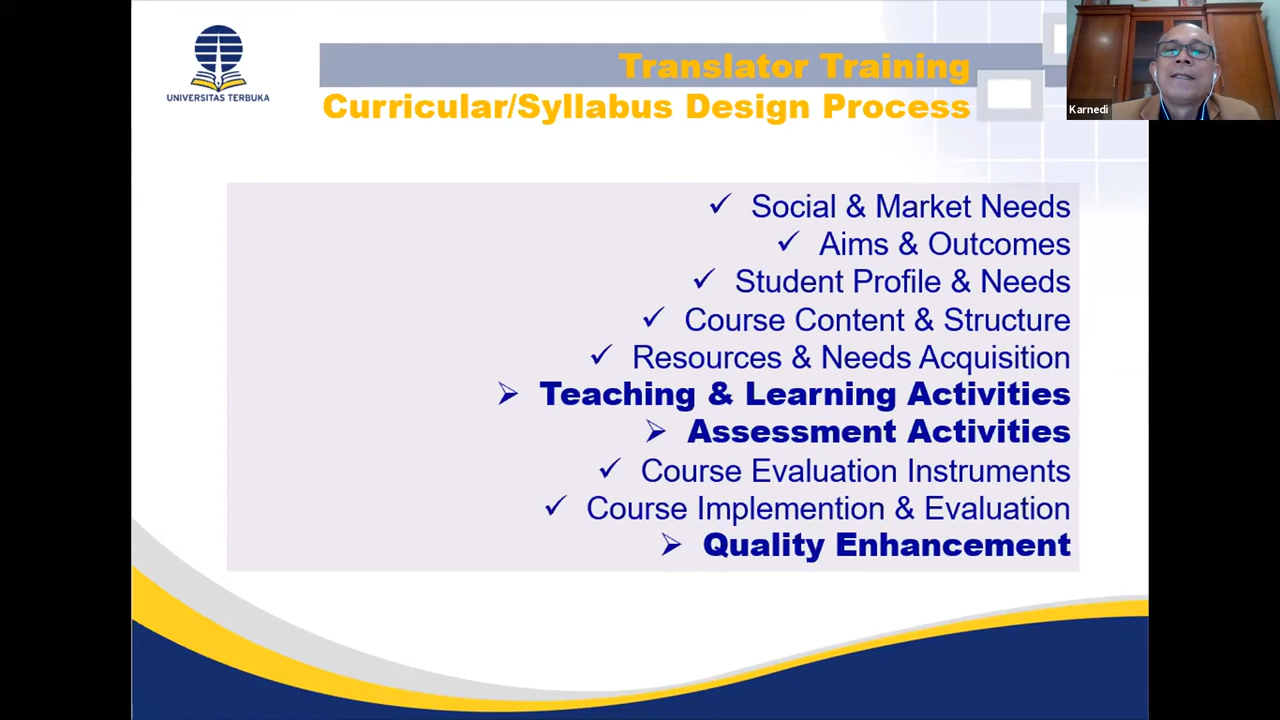 UNIVERSITAS TERBUKA
Translator Training
Curricular/Syllabus Design Process
Karnedi
✓ Social & Market Needs
✓ Aims & Outcomes
✓ Student Profile & Needs
✓ Course Content & Structure
✓ Resources & Needs Acquisition
➢ Teaching & Learning Activities
➢ Assessment Activities
✓ Course Evaluation Instruments
✓ Course Implemention & Evaluation
➢ Quality Enhancement